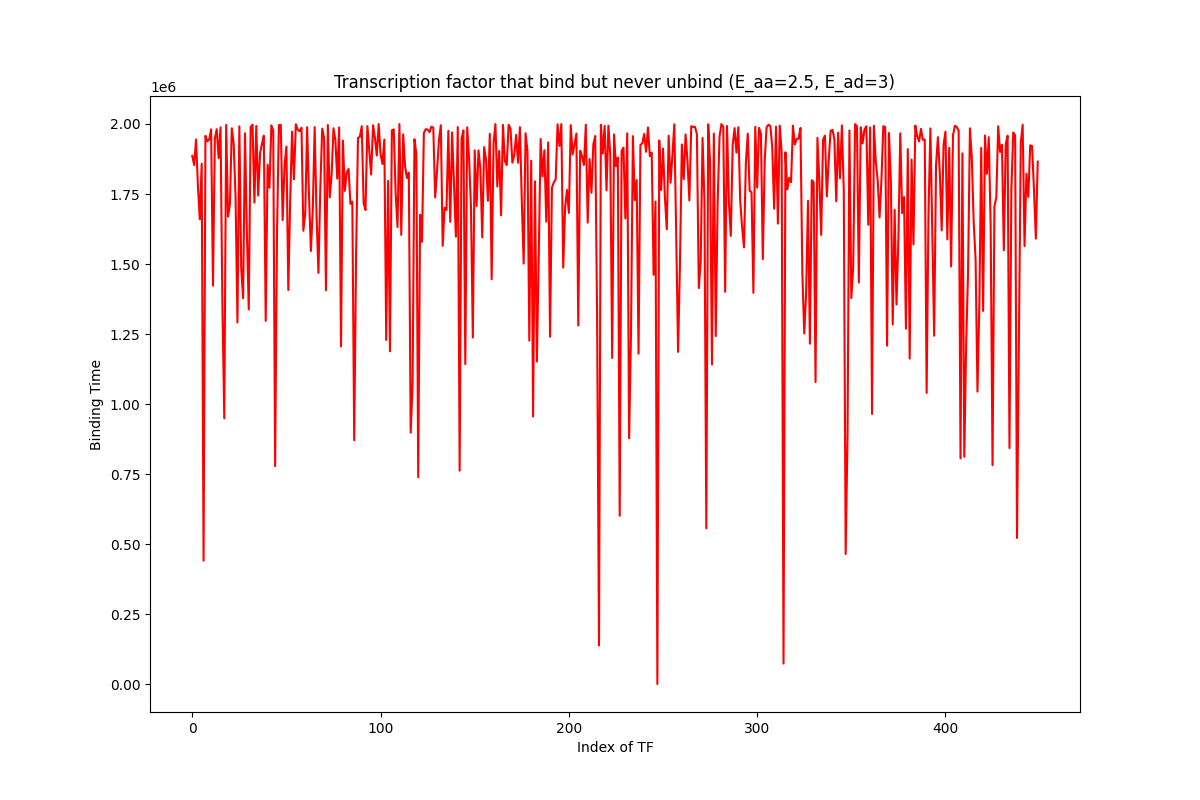 Transcription factor that bind but never unbind (E_aa=2.5, E_ad=3)
1e6
2.00
1.75
1.50
1.25
1.00
0.75
0.50
0.25
0.00
Binding Time
0 100 200 300 400
Index of TF